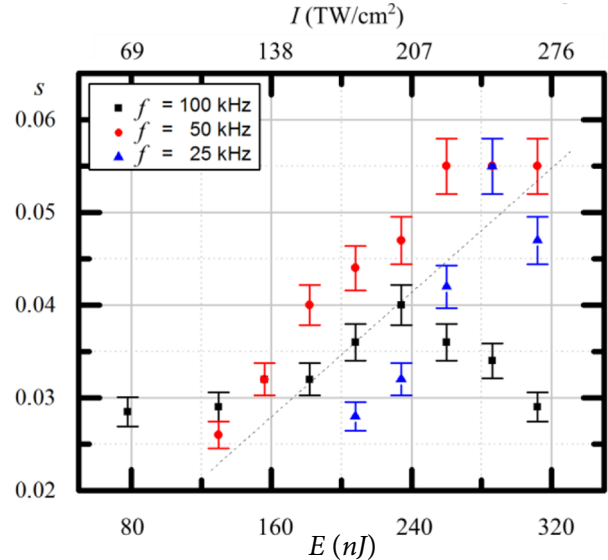 I (TW/cm²)
69 138 207 276
s
f = 100 kHz
f = 50 kHz
f = 25 kHz
0.06
0.05
0.04
0.03
0.02
80 160 240 320
E (nJ)